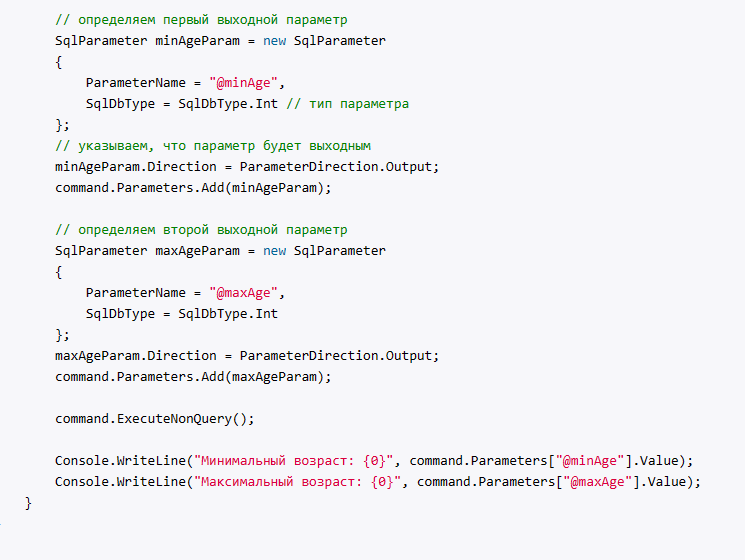 // определяем первый выходной параметр
SqlParameter minAgeParam = new SqlParameter
{
ParameterName = "@minAge",
SqlDbType = SqlDbType.Int // тип параметра
};
// указываем, что параметр будет выходным
minAgeParam.Direction = ParameterDirection.Output;
command.Parameters.Add(minAgeParam);
// определяем второй выходной параметр
SqlParameter maxAgeParam = new SqlParameter
{
ParameterName = "@maxAge",
SqlDbType = SqlDbType.Int
};
maxAgeParam.Direction = ParameterDirection.Output;
command.Parameters.Add(maxAgeParam);
command.ExecuteNonQuery();
Console.WriteLine("Минимальный возраст: {0}", command.Parameters["@minAge"].Value);
Console.WriteLine("Максимальный возраст: {0}", command.Parameters["@maxAge"].Value);
}